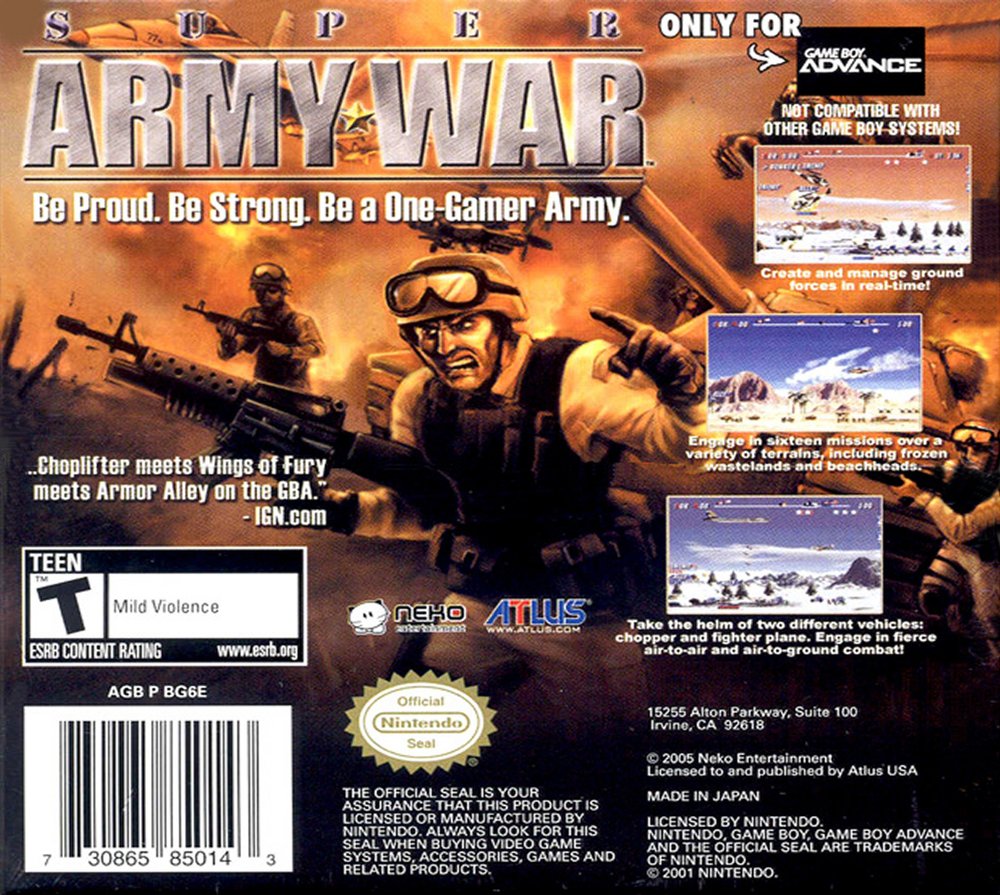 SUPER
ARMY WAR™
Be Proud. Be Strong. Be a One-Gamer Army.
ONLY FOR
GAME BOY
ADVANCE
NOT COMPATIBLE WITH
OTHER GAME BOY SYSTEMS!
Create and manage ground
forces in real-time!
Engage in sixteen missions over a
variety of terrains, including frozen
wastelands and beachheads.
..Choplifter meets Wings of Fury
meets Armor Alley on the GBA."
- IGN.com
TEEN
T™
Mild Violence
ESRB CONTENT RATING www.esrb.org
NEKO
entertainment
ATLUS®
WWW.ATLUS.COM
Take the helm of two different vehicles:
chopper and fighter plane. Engage in fierce
air-to-air and air-to-ground combat!
AGB P BG6E
7 30865 85014 3
Official
Nintendo
Seal
®
THE OFFICIAL SEAL IS YOUR
ASSURANCE THAT THIS PRODUCT IS
LICENSED OR MANUFACTURED BY
NINTENDO. ALWAYS LOOK FOR THIS
SEAL WHEN BUYING VIDEO GAME
SYSTEMS, ACCESSORIES, GAMES AND
RELATED PRODUCTS.
15255 Alton Parkway, Suite 100
Irvine, CA 92618
© 2005 Neko Entertainment
Licensed to and published by Atlus USA
MADE IN JAPAN
LICENSED BY NINTENDO.
NINTENDO, GAME BOY, GAME BOY ADVANCE
AND THE OFFICIAL SEAL ARE TRADEMARKS
OF NINTENDO.
© 2001 NINTENDO.